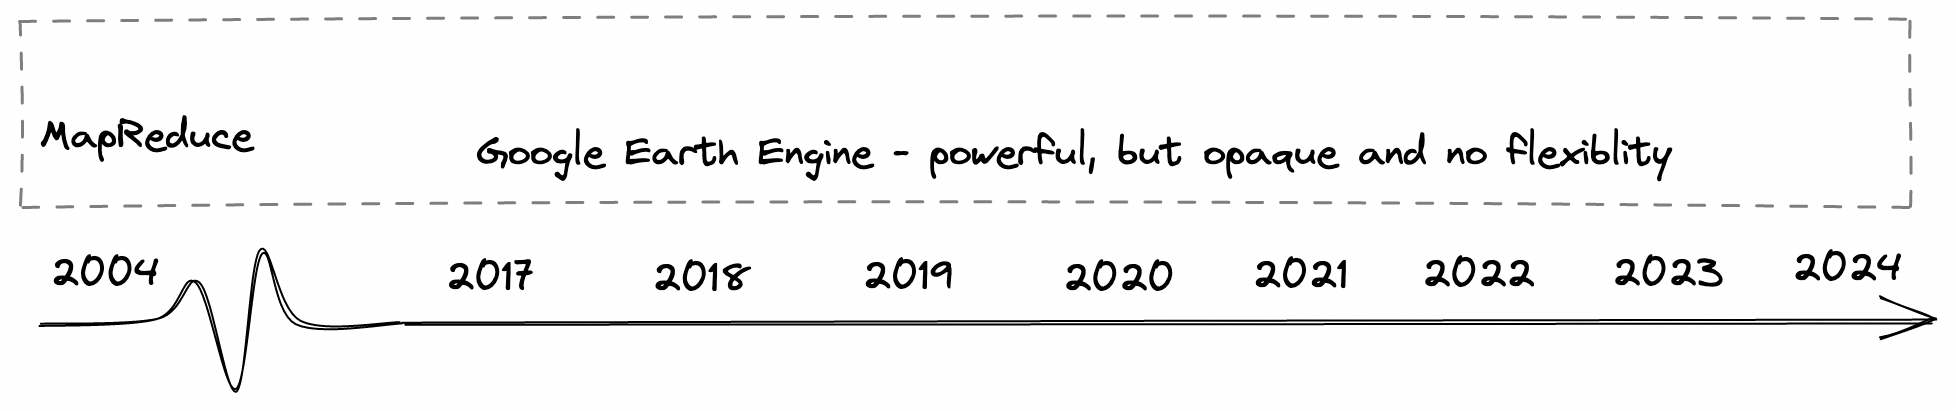 MapReduce
Google Earth Engine - powerful, but opaque and no flexiblity
2004 2017 2018 2019 2020 2021 2022 2023 2024